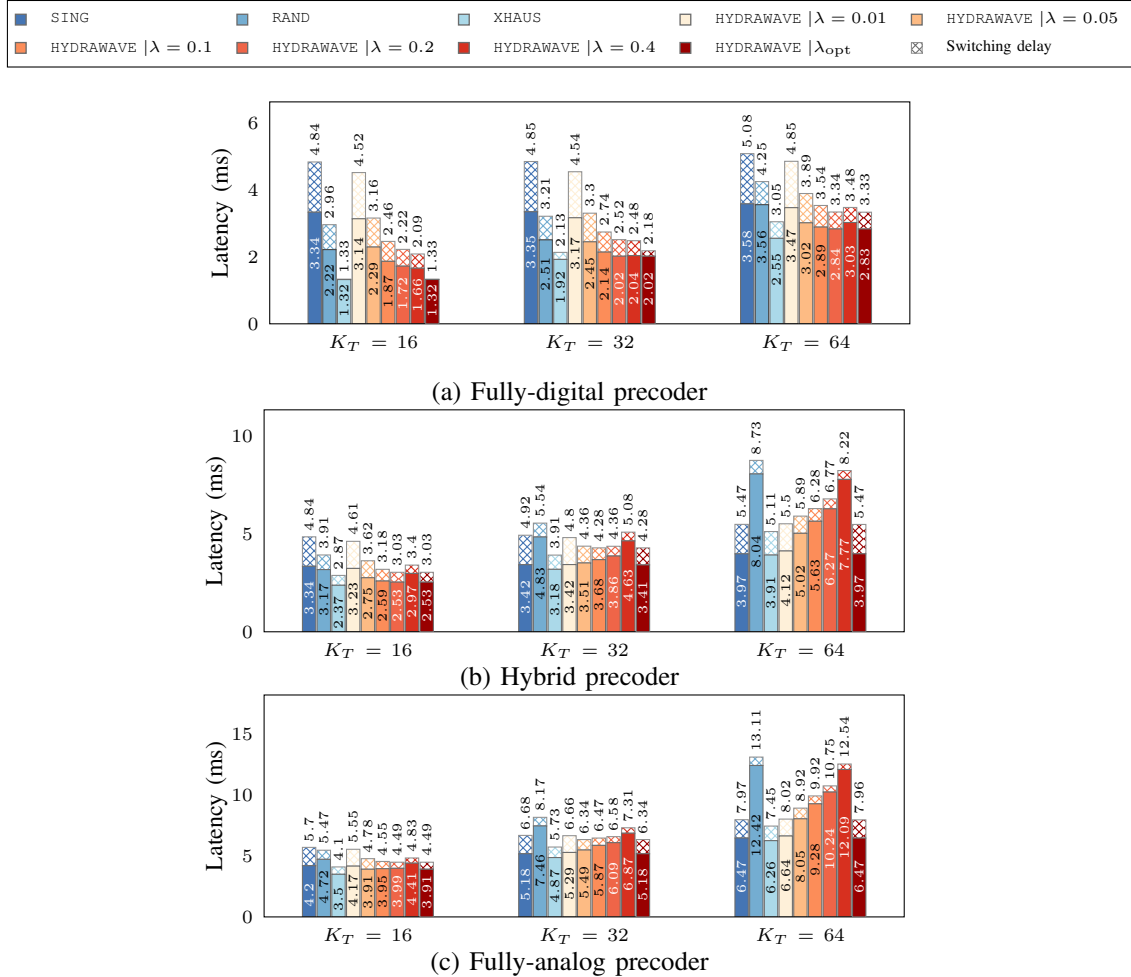 SING RAND XHAUS HYDRAWAVE |λ = 0.01 HYDRAWAVE |λ = 0.05
HYDRAWAVE |λ = 0.1 HYDRAWAVE |λ = 0.2 HYDRAWAVE |λ = 0.4 HYDRAWAVE |λopt Switching delay
Latency (ms)
6
4
2
0
4.84 2.96 1.33 4.52 3.16 2.46 2.22 2.09 1.33
3.34 2.22 1.32 3.14 2.29 1.87 1.72 1.66 1.32
4.85 3.21 2.13 4.54 3.3 2.74 2.52 2.48 2.18
3.35 2.51 1.92 3.17 2.45 2.14 2.02 2.04 2.02
5.08 4.25 3.05 4.85 3.89 3.54 3.34 3.48 3.33
3.58 3.56 2.55 3.47 3.02 2.89 2.84 3.03 2.83
K_T = 16 K_T = 32 K_T = 64
(a) Fully-digital precoder
Latency (ms)
10
5
0
4.84 3.91 2.87 4.61 3.62 3.18 3.03 3.4 3.03
3.34 3.17 2.37 3.23 2.75 2.59 2.53 2.97 2.53
4.92 5.54 3.91 4.8 4.36 4.28 4.36 5.08 4.28
3.42 4.83 3.18 3.42 3.51 3.68 3.86 4.63 3.41
5.47 8.73 5.11 5.5 5.89 6.28 6.77 8.22 5.47
3.97 8.04 3.91 4.12 5.02 5.63 6.27 7.77 3.97
K_T = 16 K_T = 32 K_T = 64
(b) Hybrid precoder
Latency (ms)
15
10
5
0
5.7 5.47 4.1 5.55 4.78 4.55 4.49 4.83 4.49
4.2 4.72 3.5 4.17 3.91 3.95 3.99 4.41 3.91
6.68 8.17 5.73 6.66 6.34 6.47 6.58 7.31 6.34
5.18 7.46 4.87 5.29 5.49 5.87 6.09 6.87 5.18
7.97 13.11 7.45 8.02 8.92 9.92 10.75 12.54 7.96
6.47 12.42 6.26 6.64 8.05 9.28 10.24 12.09 6.47
K_T = 16 K_T = 32 K_T = 64
(c) Fully-analog precoder